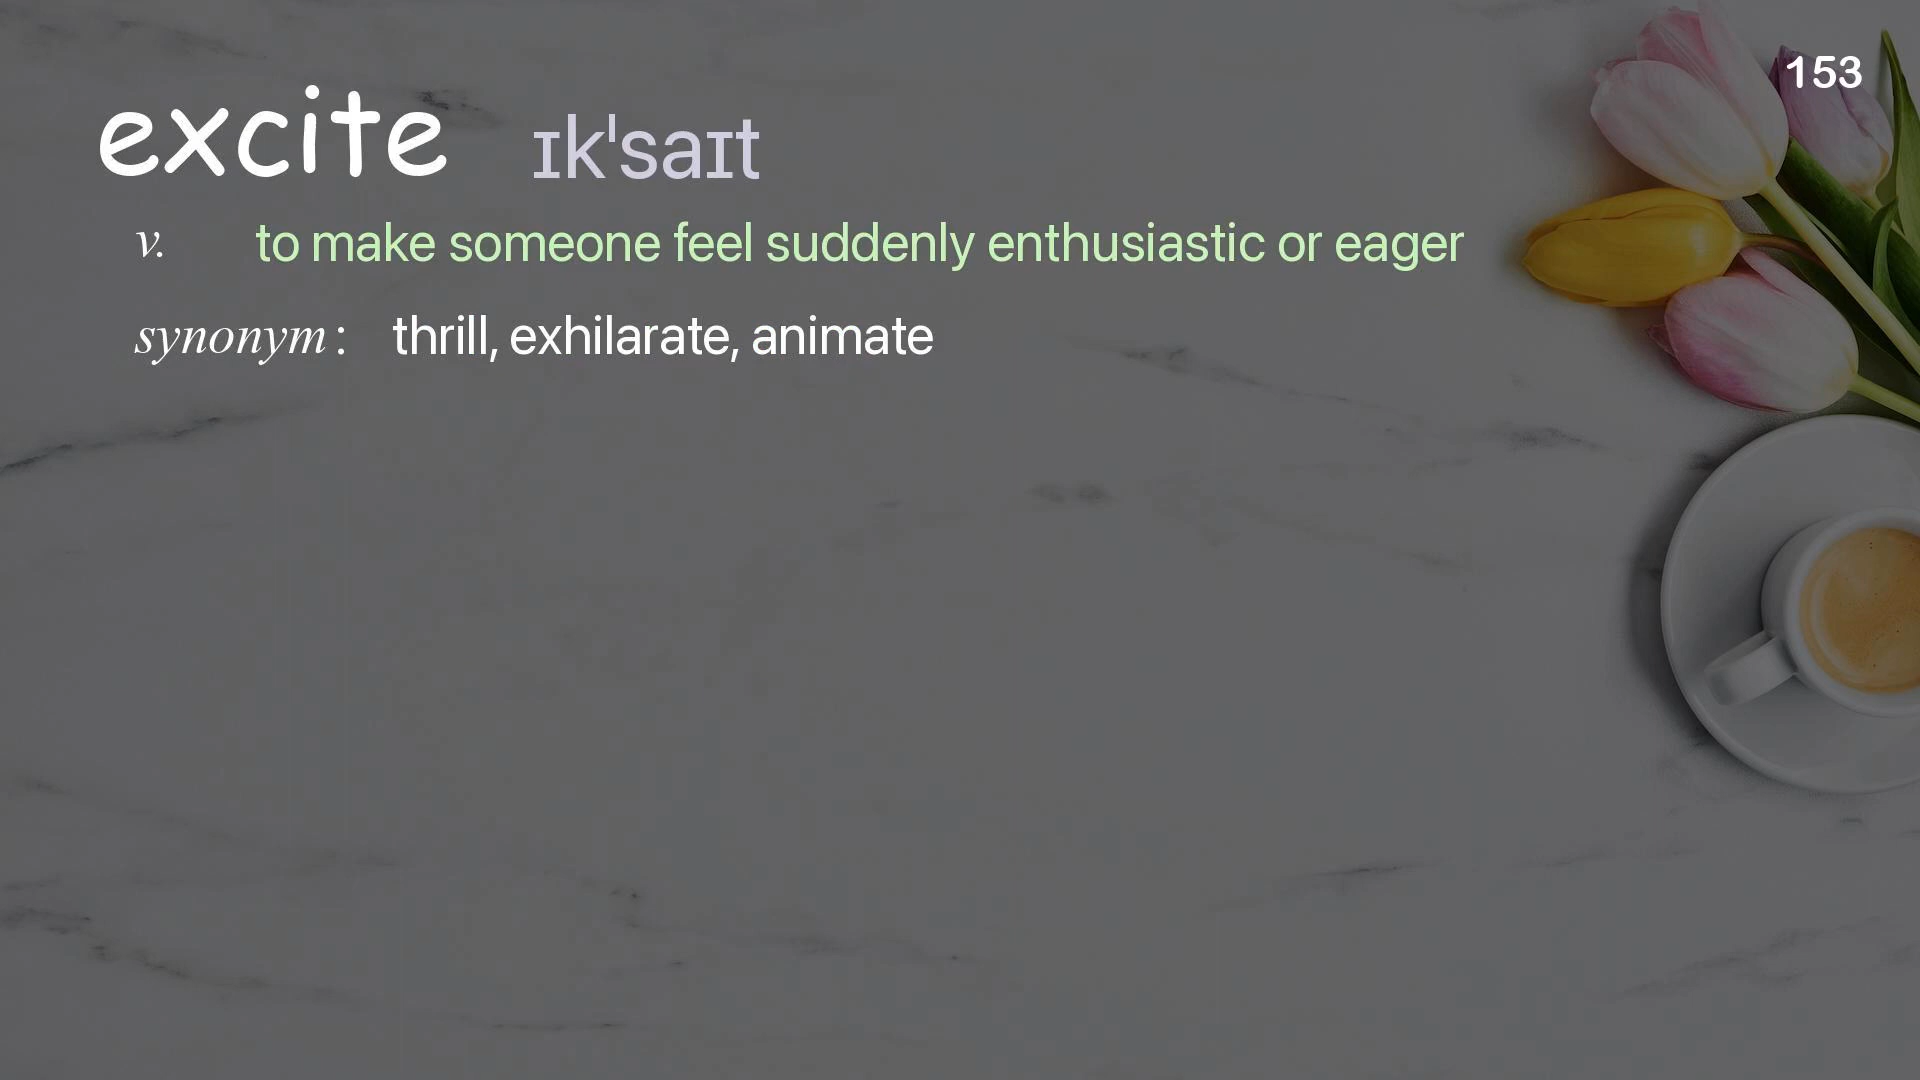 153
excite ɪkˈsaɪt
v. to make someone feel suddenly enthusiastic or eager
synonym: thrill, exhilarate, animate